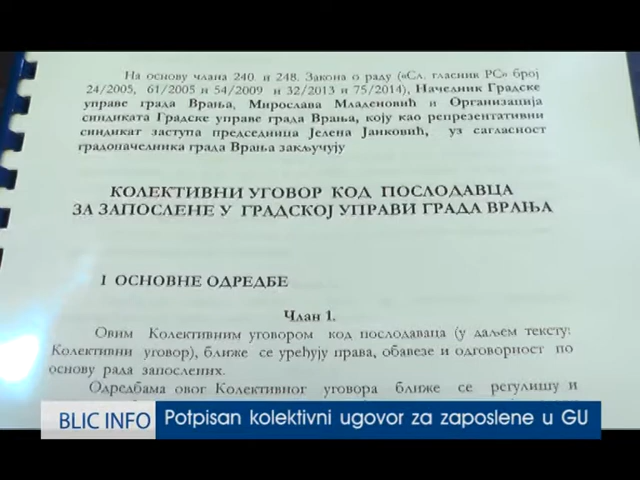 На основу члана 240. и 248. Закона о раду («Сл. гласник РС» број
24/2005, 61/2005 и 54/2009 и 32/2013 и 75/2014), Начелник Градске
управе града Врања, Мирослава Младеновић и Организација
синдиката Градске управе града Врања, коју као репрезентативни
синдикат заступа председница Јелена Јанковић, уз сагласност
градоначелника града Врања закључују
КОЛЕКТИВНИ УГОВОР КОД ПОСЛОДАВЦА
ЗА ЗАПОСЛЕНЕ У ГРАДСКОЈ УПРАВИ ГРАДА ВРАЊА
I ОСНОВНЕ ОДРЕДБЕ
Члан 1.
Овим Колективним уговором код послодаваца (у даљем тексту:
Колективни уговор), ближе се уређују права, обавезе и одговорност по
основу рада запослених.
Одредбама овог Колективног уговора ближе се регулишу и
BLIC INFO
Potpisan kolektivni ugovor za zaposlene u GU